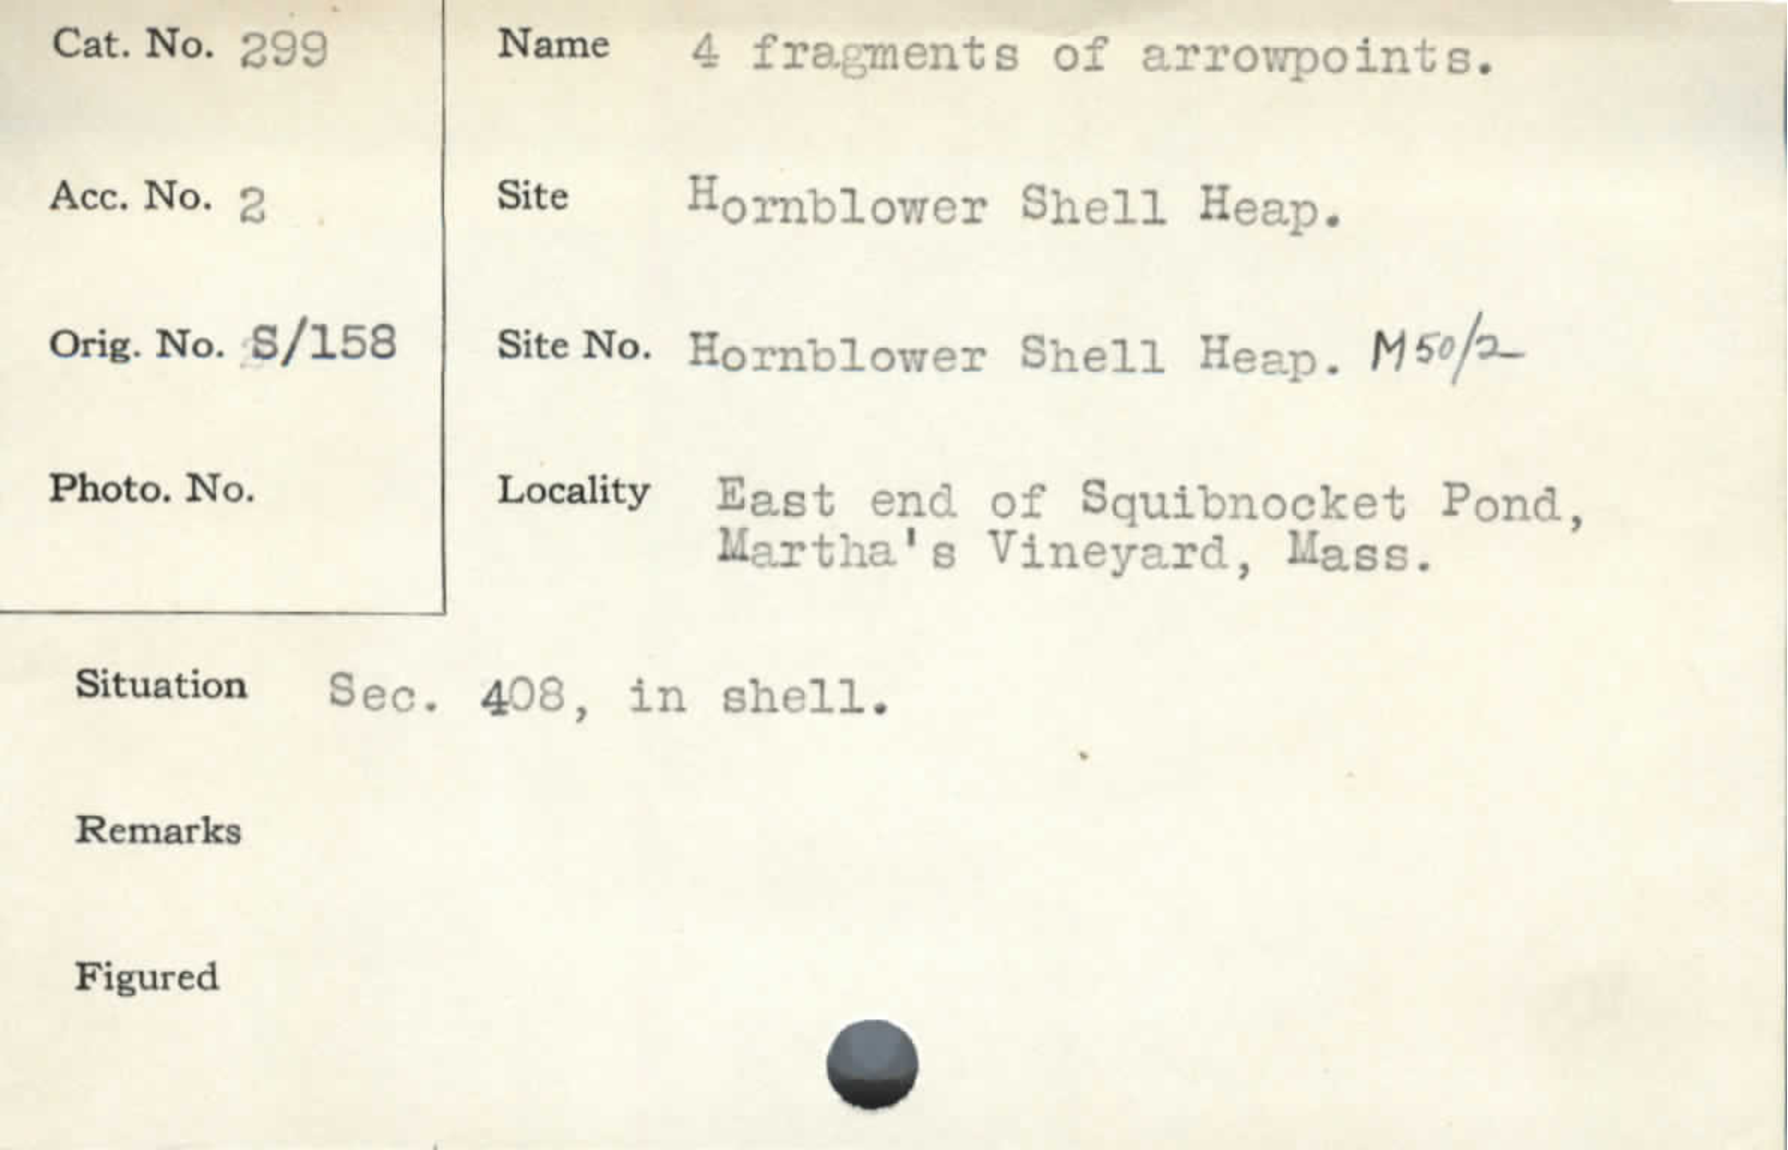 Cat. No. 299
Name 4 fragments of arrowpoints.
Acc. No. 2
Site Hornblower Shell Heap.
Orig. No. S/158
Site No. Hornblower Shell Heap. M50/2
Photo. No.
Locality East end of Squibnocket Pond,
Martha's Vineyard, Mass.
Situation Sec. 408, in shell.
Remarks
Figured